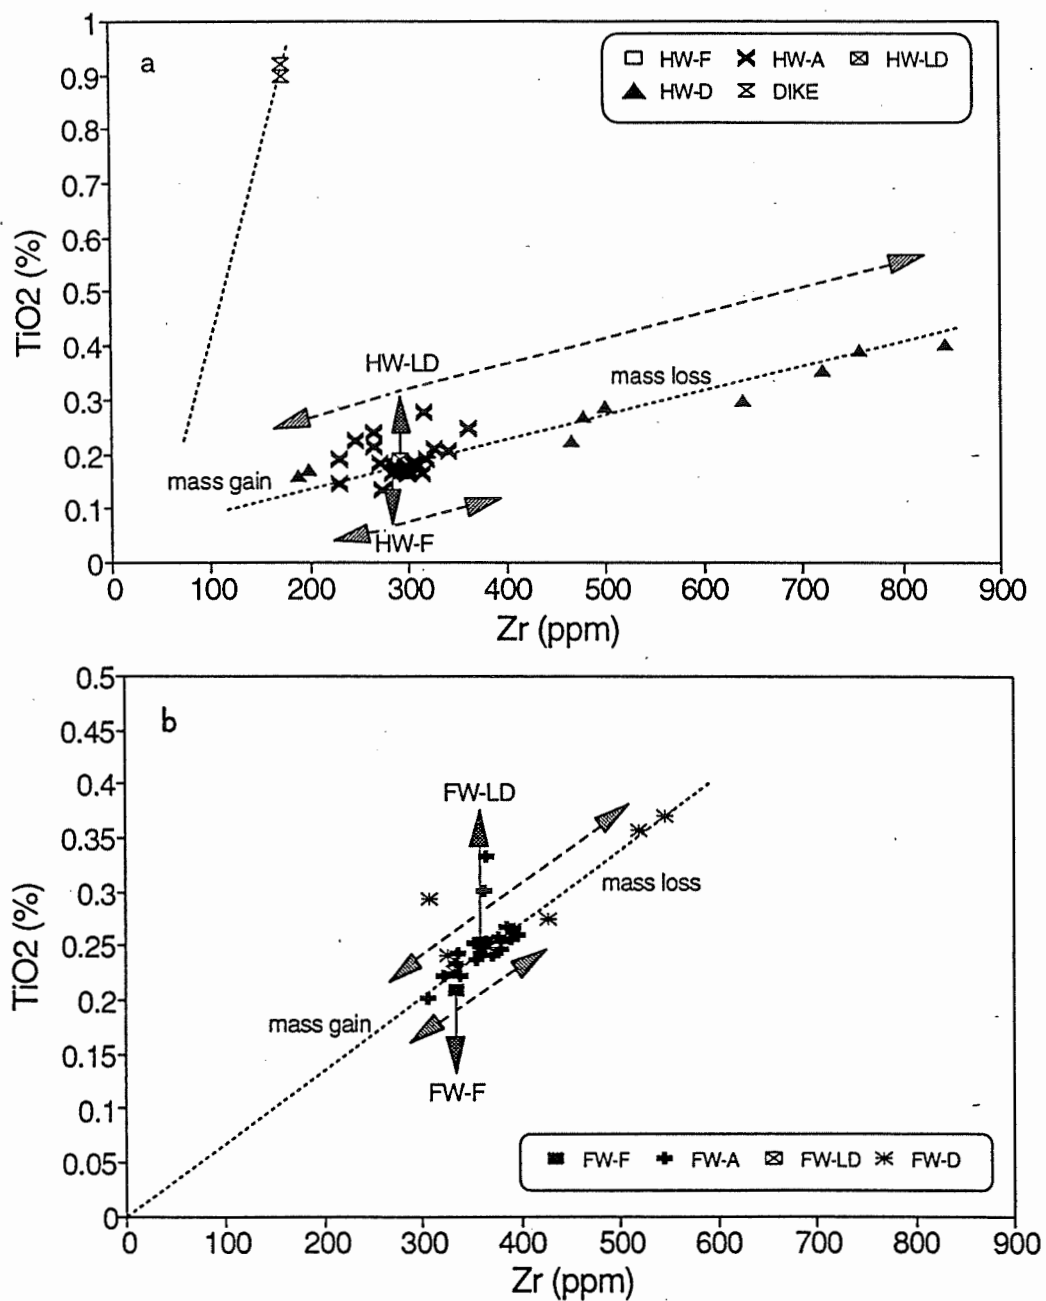 a
HW-F HW-A HW-LD
HW-D DIKE
1
0.9
0.8
0.7
0.6
0.5
0.4
0.3
0.2
0.1
0
TiO2 (%)
HW-LD
mass loss
mass gain
HW-F
0 100 200 300 400 500 600 700 800 900
Zr (ppm)
b
0.5
0.45
0.4
0.35
0.3
0.25
0.2
0.15
0.1
0.05
0
TiO2 (%)
FW-LD
mass loss
mass gain
FW-F
FW-F FW-A FW-LD FW-D
0 100 200 300 400 500 600 700 800 900
Zr (ppm)